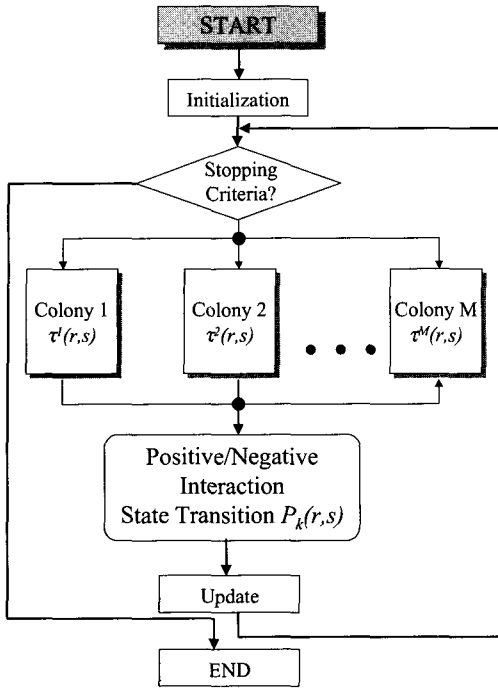 START
Initialization
Stopping
Criteria?
Colony 1
τ¹(r,s)
Colony 2
τ²(r,s)
• • •
Colony M
τᴹ(r,s)
Positive/Negative
Interaction
State Transition Pₖ(r,s)
Update
END